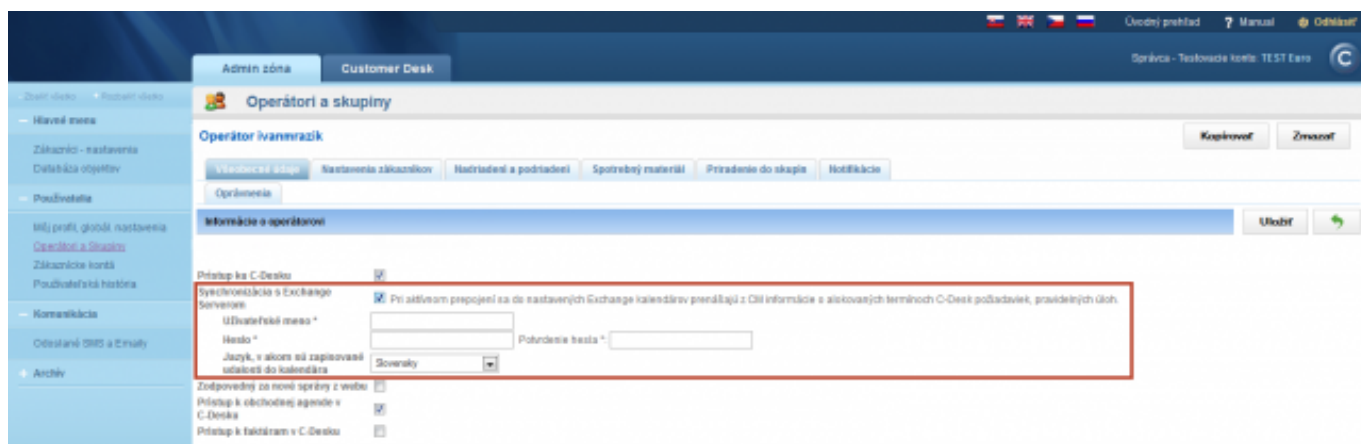 Úvodný prehľad ? Manual Odhlásiť
Admin zóna Customer Desk
Správca - Testovacie konto: TEST Euro
Zbaliť všetko Rozbaliť všetko
Operátori a skupiny
Hlavné menu
Operátor ivanmrazik
Kopírovať Zmazať
Zákazníci - nastavenia
Databáza objektov
Všeobecné údaje Nastavenia zákazníkov Nadriadení a podriadení Spotrebný materiál Priradenie do skupín Notifikácie
Oprávnenia
Používatelia
Informácie o operátorovi
Uložiť
Môj profil, globál. nastavenia
Operátori a Skupiny
Zákaznícke kontá
Používateľská história
Prístup ku C-Desku
Synchronizácia s Exchange Serverom
Pri aktívnom prepojení sa do nastavených Exchange kalendárov prenášajú z CM informácie o alokovaných termínoch C-Desk požiadaviek, pravidelných úloh.
Komunikácia
Užívateľské meno *
Odoslané SMS a Emaily
Heslo * Potvrdenie hesla *:
Jazyk, v akom sú zapisované
udalosti do kalendára
Slovensky
Archív
Zodpovedný za nové správy z webu
Prístup k obchodnej agende v
C-Desku
Prístup k faktúram v C-Desku